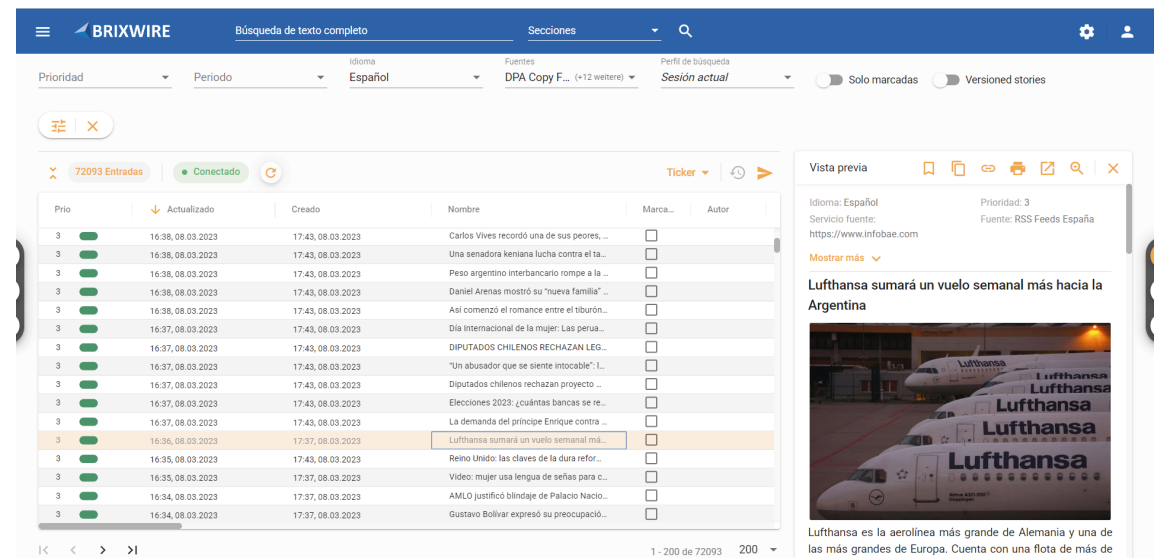 BRIXWIRE
Búsqueda de texto completo
Secciones
Prioridad
Periodo
Idioma
Español
Fuentes
DPA Copy F... (+12 weitere)
Perfil de búsqueda
Sesión actual
Solo marcadas
Versioned stories
72093 Entradas
Conectado
Ticker
Prio Actualizado Creado Nombre Marca... Autor
3 16:38, 08.03.2023 17:43, 08.03.2023 Carlos Vives recordó una de sus peores, ...
3 16:38, 08.03.2023 17:43, 08.03.2023 Una senadora keniana lucha contra el ta...
3 16:38, 08.03.2023 17:43, 08.03.2023 Peso argentino interbancario rompe a la ...
3 16:38, 08.03.2023 17:43, 08.03.2023 Daniel Arenas mostró su “nueva familia” ...
3 16:38, 08.03.2023 17:43, 08.03.2023 Así comenzó el romance entre el tiburón...
3 16:37, 08.03.2023 17:43, 08.03.2023 Día Internacional de la mujer: Las perua...
3 16:37, 08.03.2023 17:43, 08.03.2023 DIPUTADOS CHILENOS RECHAZAN LEG...
3 16:37, 08.03.2023 17:43, 08.03.2023 “Un abusador que se siente intocable”: l...
3 16:37, 08.03.2023 17:43, 08.03.2023 Diputados chilenos rechazan proyecto ...
3 16:37, 08.03.2023 17:43, 08.03.2023 Elecciones 2023: ¿cuántas bancas se re...
3 16:37, 08.03.2023 17:43, 08.03.2023 La demanda del príncipe Enrique contra ...
3 16:36, 08.03.2023 17:37, 08.03.2023 Lufthansa sumará un vuelo semanal má...
3 16:35, 08.03.2023 17:37, 08.03.2023 Reino Unido: las claves de la dura refor...
3 16:35, 08.03.2023 17:37, 08.03.2023 Video: mujer usa lengua de señas para c...
3 16:34, 08.03.2023 17:37, 08.03.2023 AMLO justificó blindaje de Palacio Nacio...
3 16:34, 08.03.2023 17:37, 08.03.2023 Gustavo Bolívar expresó su preocupació...
1 - 200 de 72093 200
Vista previa
Idioma: Español
Prioridad: 3
Servicio fuente:
https://www.infobae.com
Fuente: RSS Feeds España
Mostrar más
Lufthansa sumará un vuelo semanal más hacia la
Argentina
Lufthansa
Lufthansa
Lufthansa
Lufthansa
Lufthansa
Lufthansa
Lufthansa es la aerolínea más grande de Alemania y una de
las más grandes de Europa. Cuenta con una flota de más de